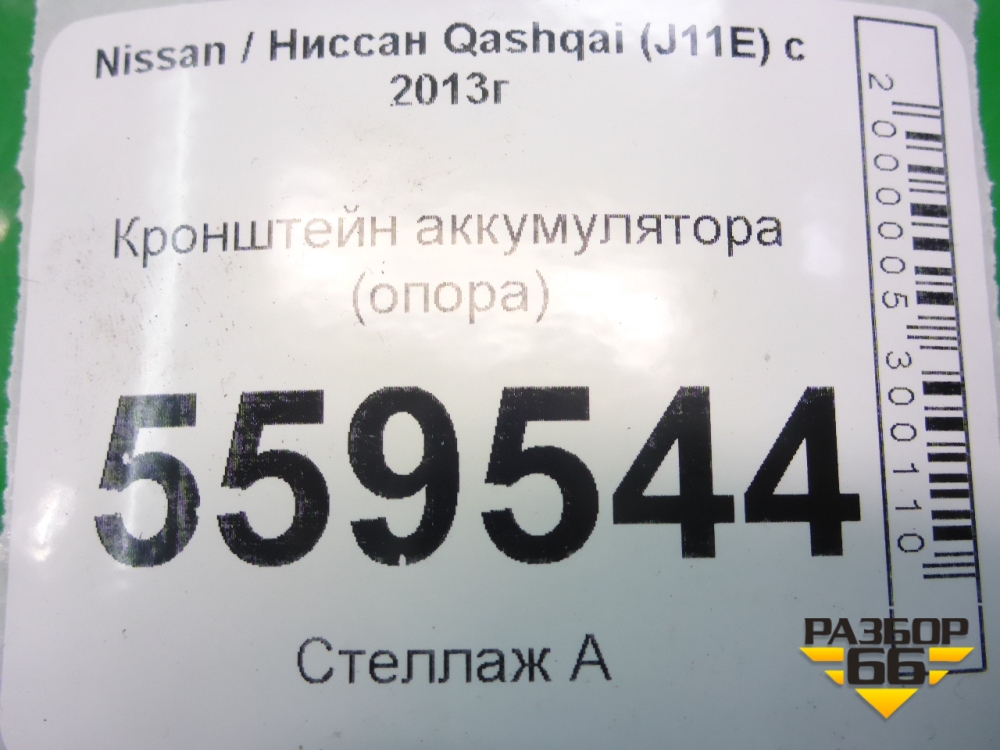 Nissan / Ниссан Qashqai (J11E) с
2013г
Кронштейн аккумулятора
(опора)
559544
Стеллаж А
2000005300110
РАЗБОР
66